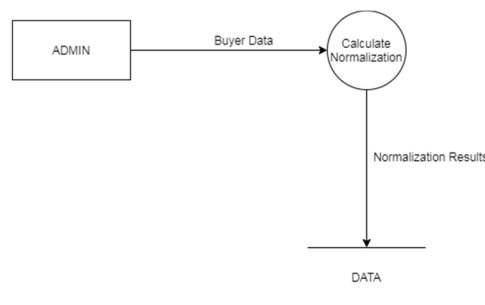 ADMIN
Buyer Data
Calculate
Normalization
Normalization Results
DATA